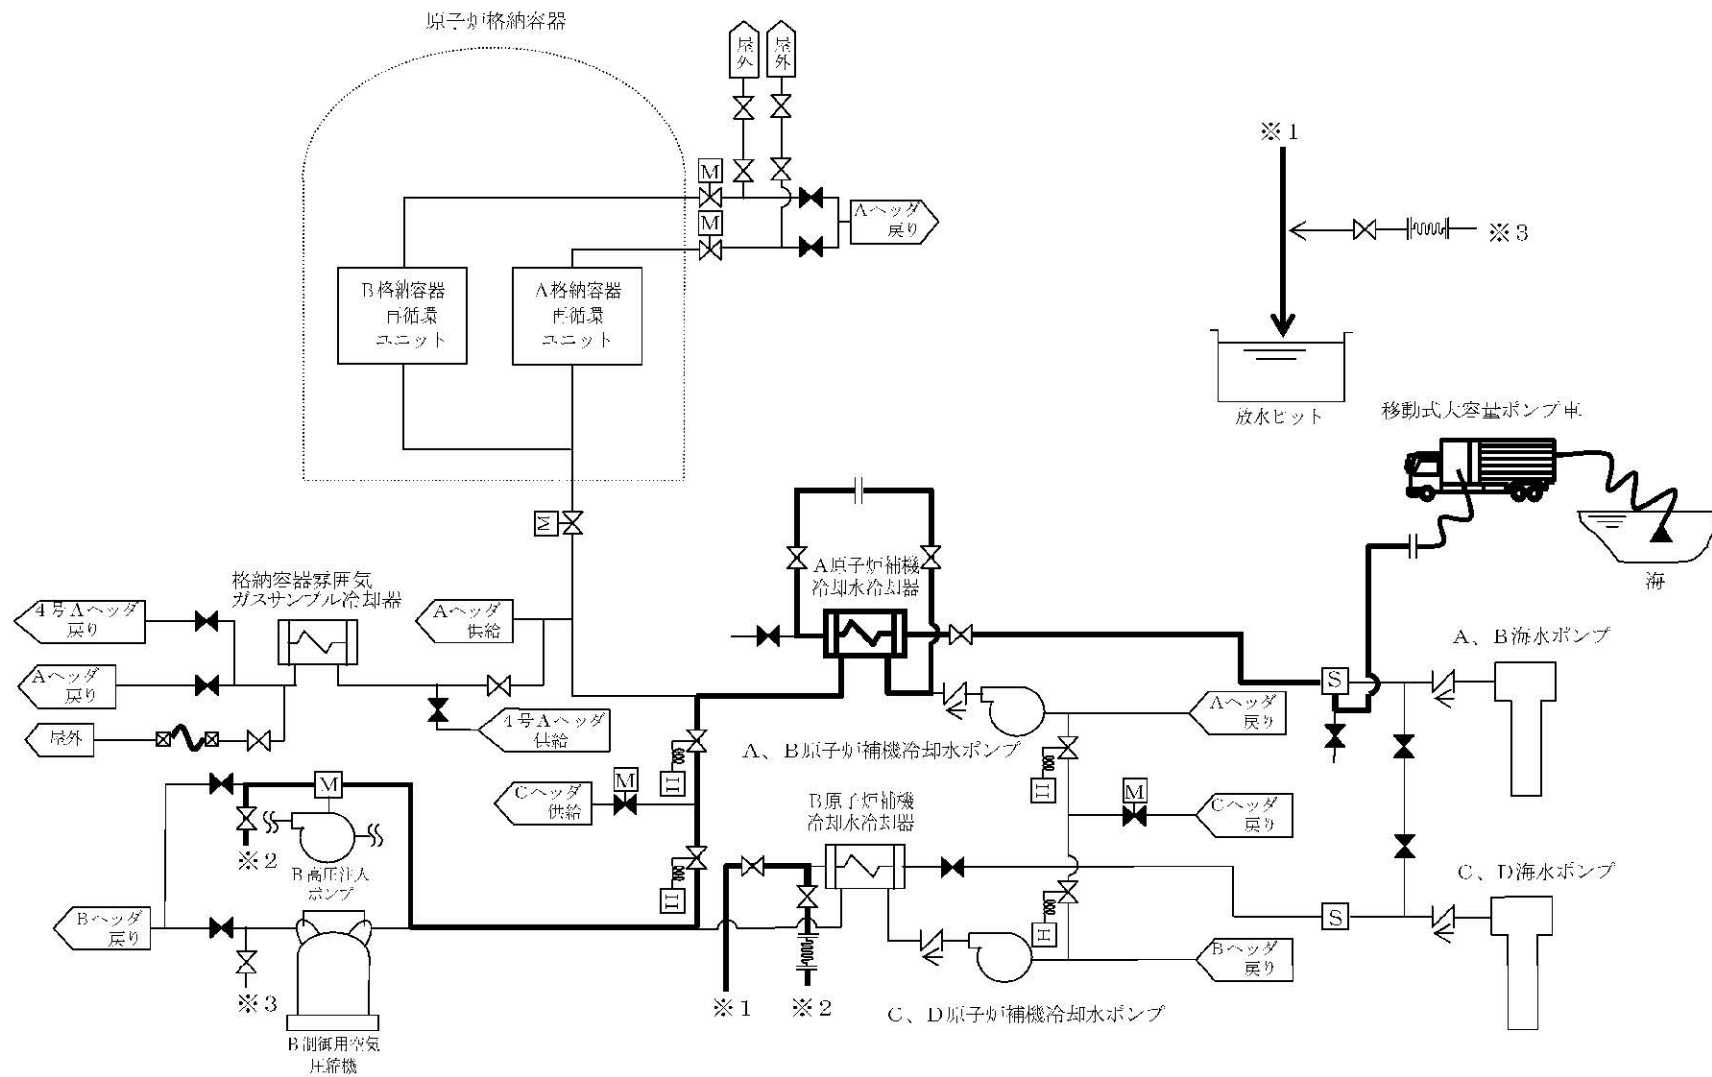 原子炉格納容器
屋外
屋外
※1
M
M
Aヘッダ
戻り
※3
B格納容器
再循環
ユニット
A格納容器
再循環
ユニット
放水ピット
移動式大容量ポンプ車
海
M
A原子炉補機
冷却水冷却器
格納容器雰囲気
ガスサンプル冷却器
4号Aヘッダ
戻り
Aヘッダ
供給
A、B海水ポンプ
Aヘッダ
戻り
S
屋外
4号Aヘッダ
供給
Aヘッダ
戻り
A、B原子炉補機冷却水ポンプ
H
H
M
M
Cヘッダ
供給
M
B原子炉補機
冷却水冷却器
Cヘッダ
戻り
※2
B高圧注入
ポンプ
H
C、D海水ポンプ
Bヘッダ
戻り
S
H
Bヘッダ
戻り
※3
※1
※2
C、D原子炉補機冷却水ポンプ
B制御用空気
圧縮機